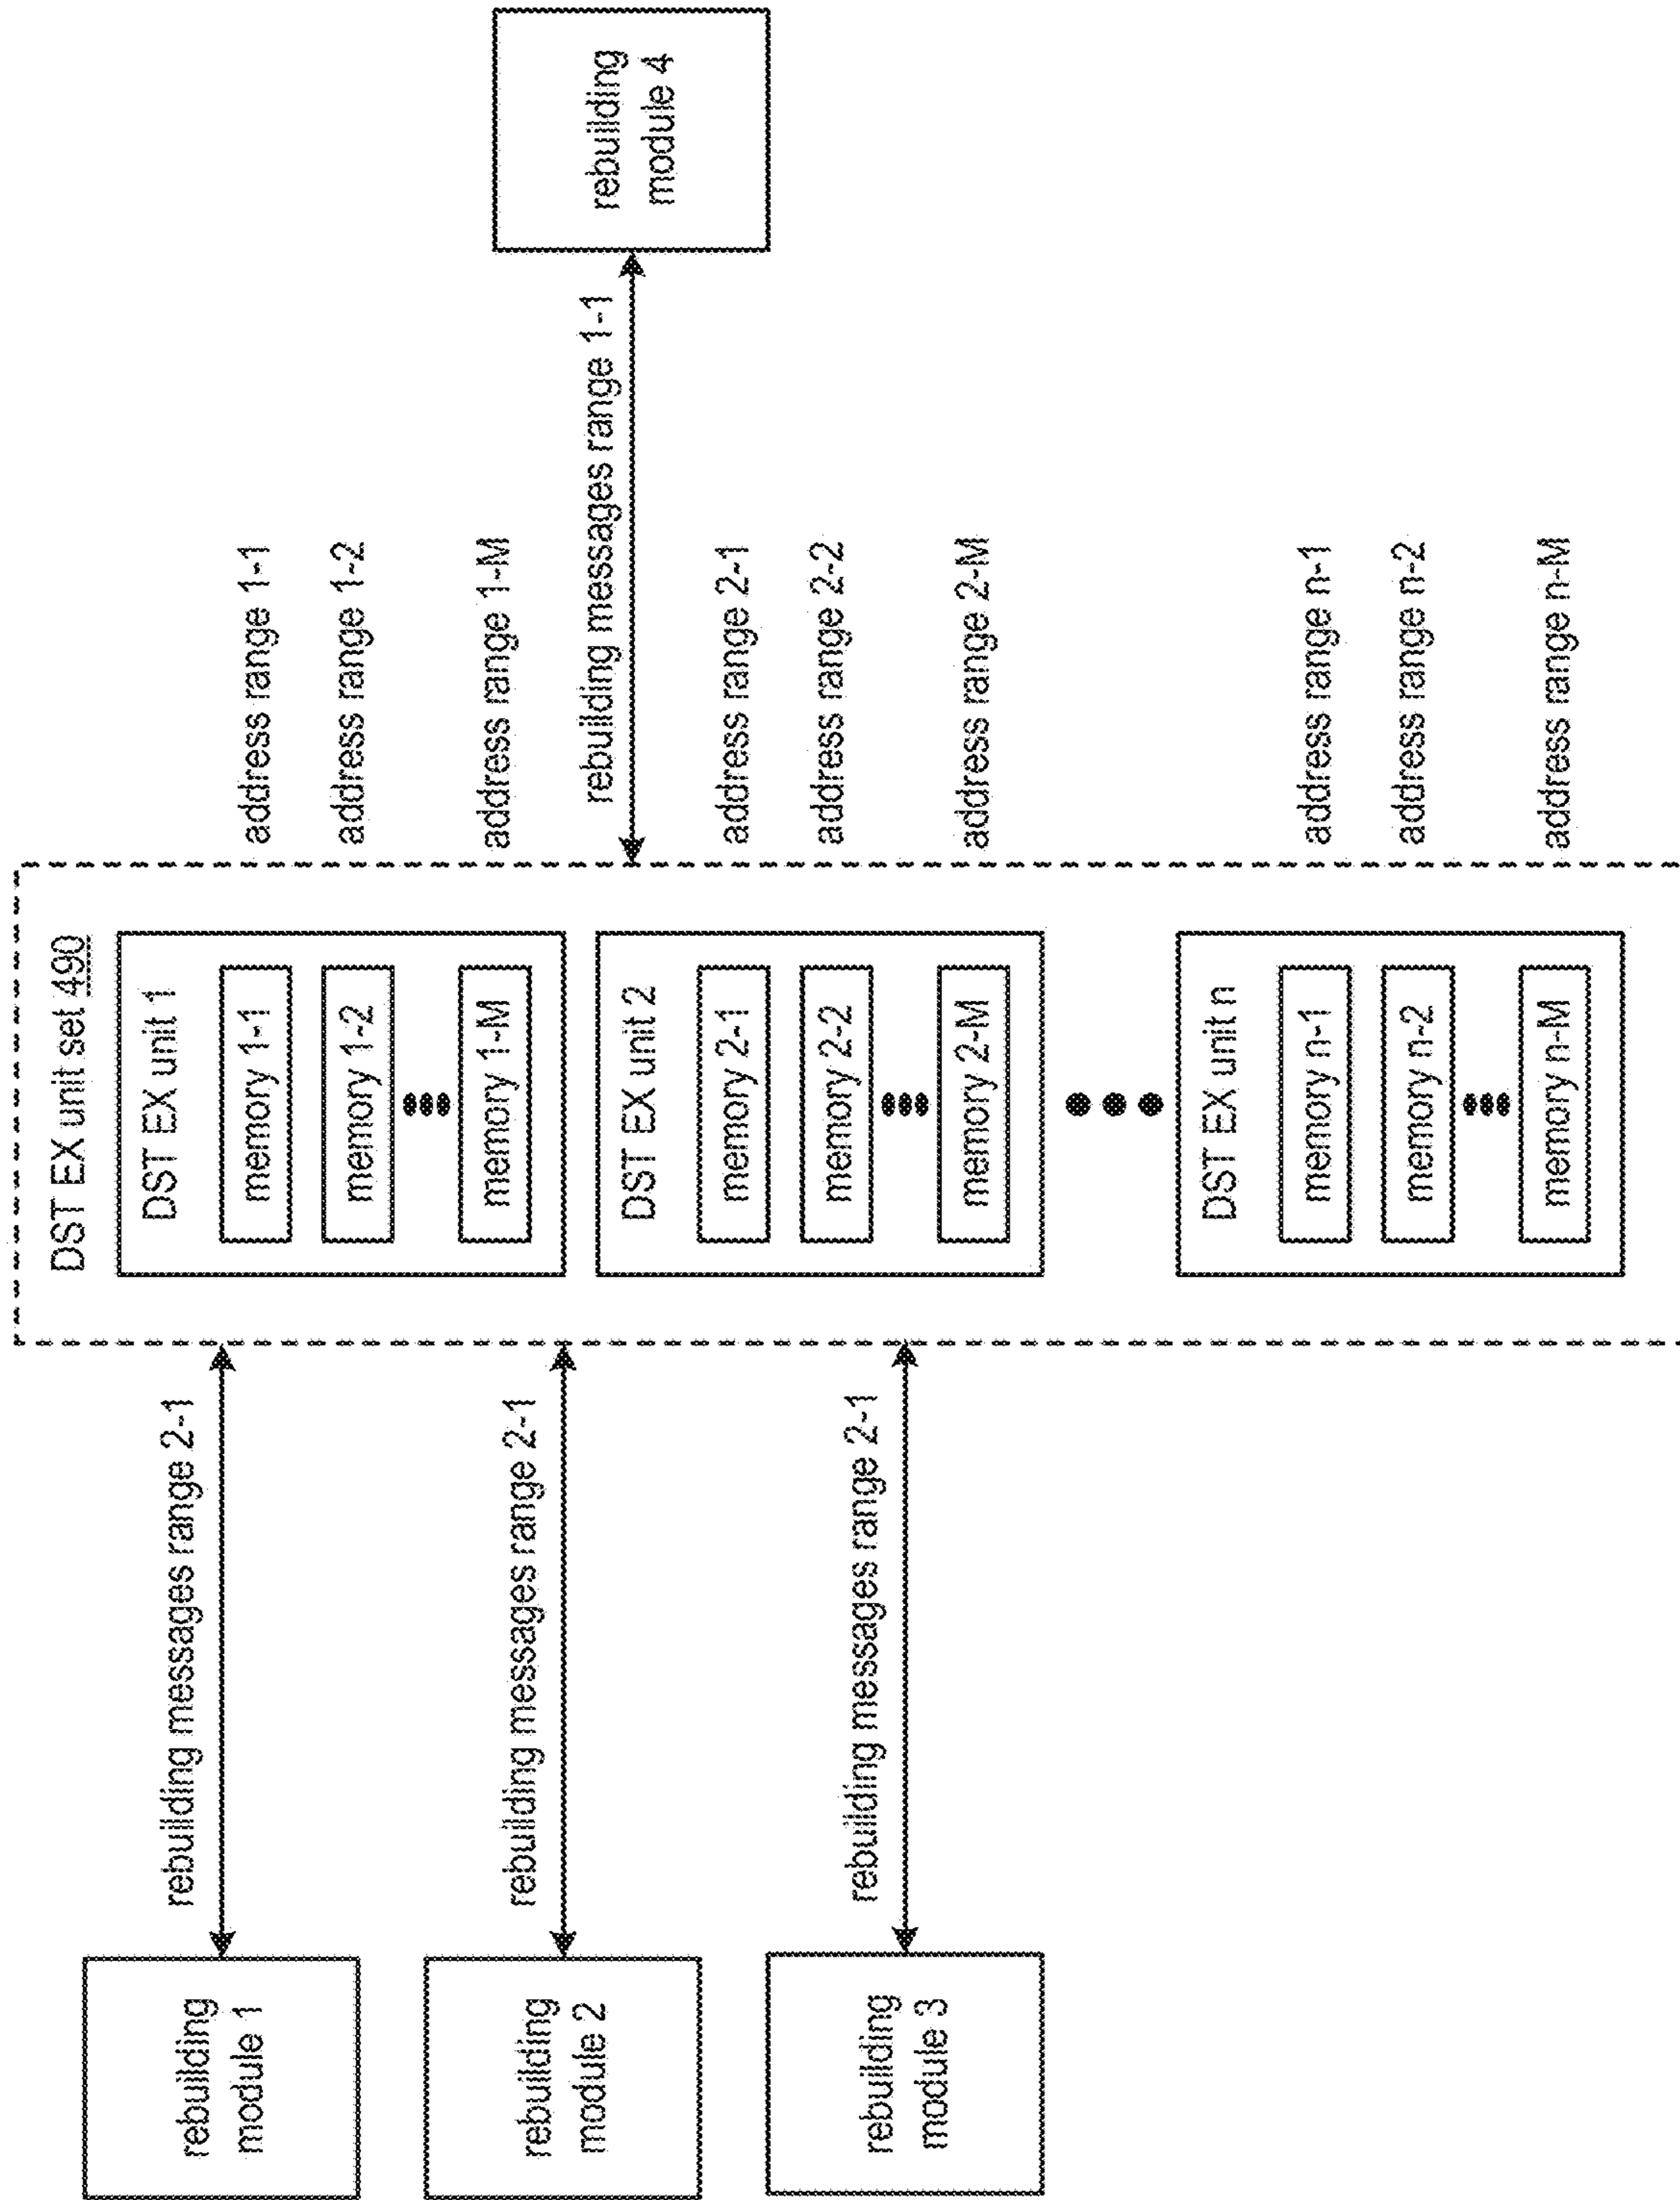 rebuilding
module 1
rebuilding messages range 2-1
rebuilding
module 2
rebuilding messages range 2-1
rebuilding
module 3
rebuilding messages range 2-1
DST EX unit set 490
DST EX unit 1
memory 1-1
memory 1-2
memory 1-M
DST EX unit 2
memory 2-1
memory 2-2
memory 2-M
DST EX unit n
memory n-1
memory n-2
memory n-M
address range 1-1
address range 1-2
address range 1-M
rebuilding messages range 1-1
address range 2-1
address range 2-2
address range 2-M
address range n-1
address range n-2
address range n-M
rebuilding
module 4